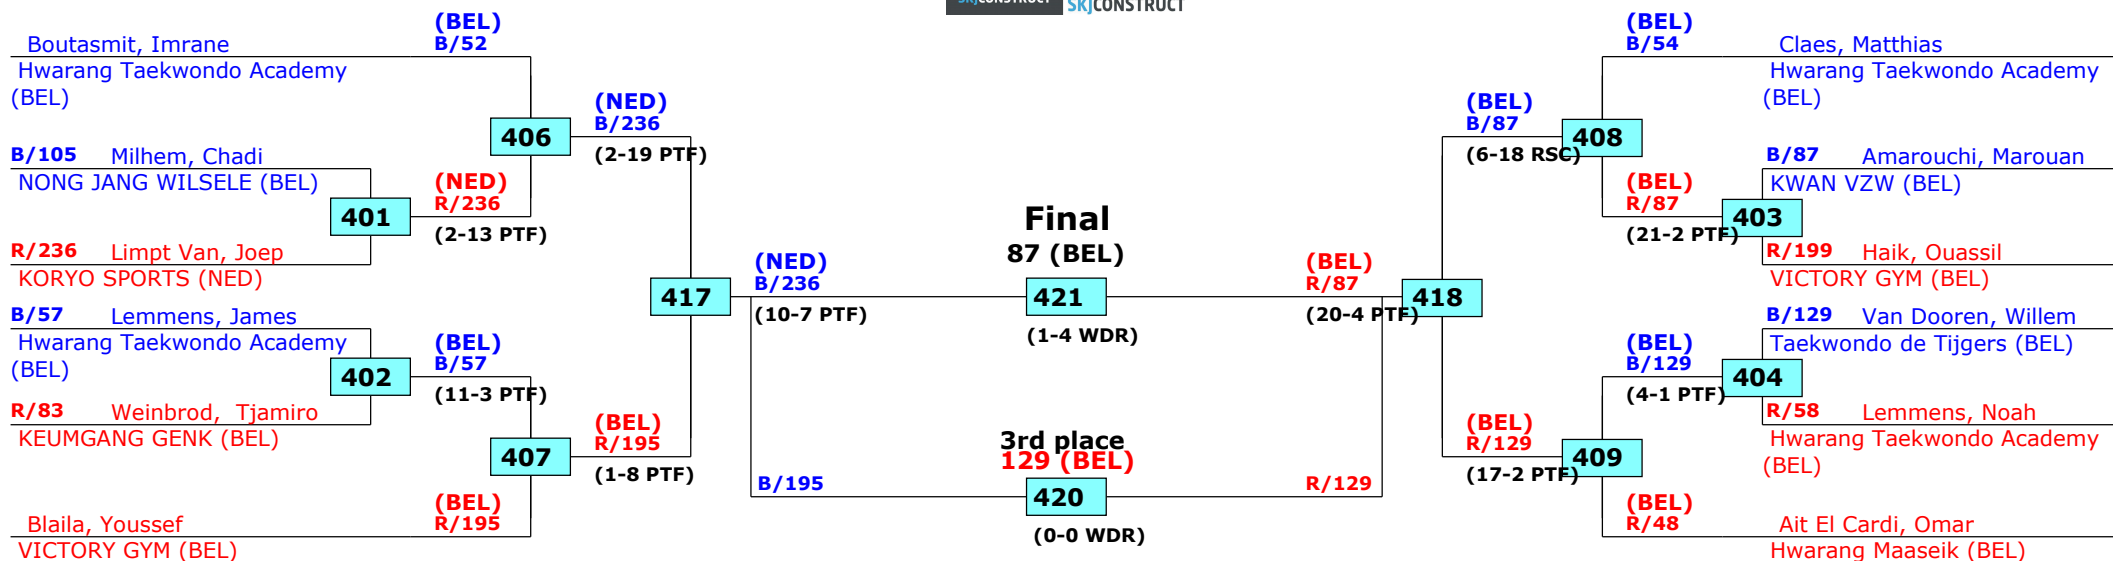 SKJCONSTRUCT
SKJCONSTRUCT
(BEL)
B/52
Boutasmit, Imrane
Hwarang Taekwondo Academy
(BEL)
406
B/105 Milhem, Chadi
NONG JANG WILSELE (BEL)
401
(NED)
R/236
(2-13 PTF)
R/236 Limpt Van, Joep
KORYO SPORTS (NED)
(NED)
B/236
(2-19 PTF)
B/57 Lemmens, James
Hwarang Taekwondo Academy
(BEL)
402
(BEL)
B/57
(11-3 PTF)
R/83 Weinbrod, Tjamiro
KEUMGANG GENK (BEL)
407
(BEL)
R/195
(1-8 PTF)
(BEL)
R/195
Blaila, Youssef
VICTORY GYM (BEL)
417
(NED)
B/236
(10-7 PTF)
Final
87 (BEL)
421
(1-4 WDR)
3rd place
129 (BEL)
B/195
420
R/129
(0-0 WDR)
(BEL)
R/87
(20-4 PTF)
418
(BEL)
B/87
(6-18 RSC)
408
(BEL)
B/54
Claes, Matthias
Hwarang Taekwondo Academy
(BEL)
B/87 Amarouchi, Marouan
KWAN VZW (BEL)
(BEL)
R/87
(21-2 PTF)
403
R/199 Haik, Ouassil
VICTORY GYM (BEL)
B/129 Van Dooren, Willem
Taekwondo de Tijgers (BEL)
(BEL)
B/129
(4-1 PTF)
404
R/58 Lemmens, Noah
Hwarang Taekwondo Academy
(BEL)
(BEL)
R/129
(17-2 PTF)
409
(BEL)
R/48
Ait El Cardi, Omar
Hwarang Maaseik (BEL)